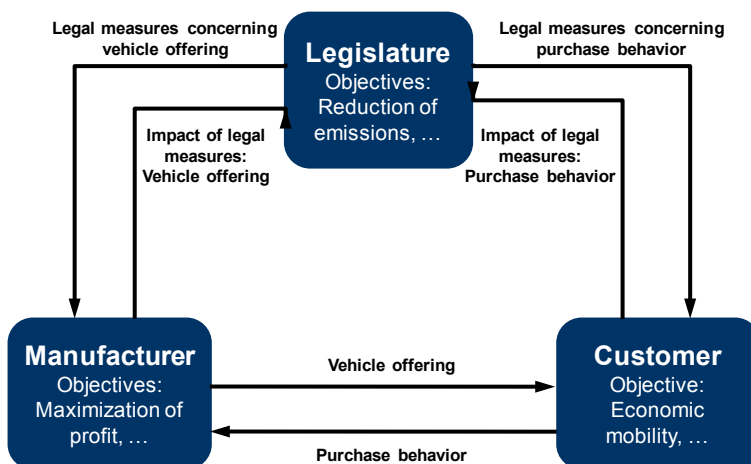 Legal measures concerning
vehicle offering
Legislature
Objectives:
Reduction of
emissions, …
Legal measures concerning
purchase behavior
Impact of legal
measures:
Vehicle offering
Impact of legal
measures:
Purchase behavior
Manufacturer
Objectives:
Maximization of
profit, …
Vehicle offering
Customer
Objective:
Economic
mobility, …
Purchase behavior